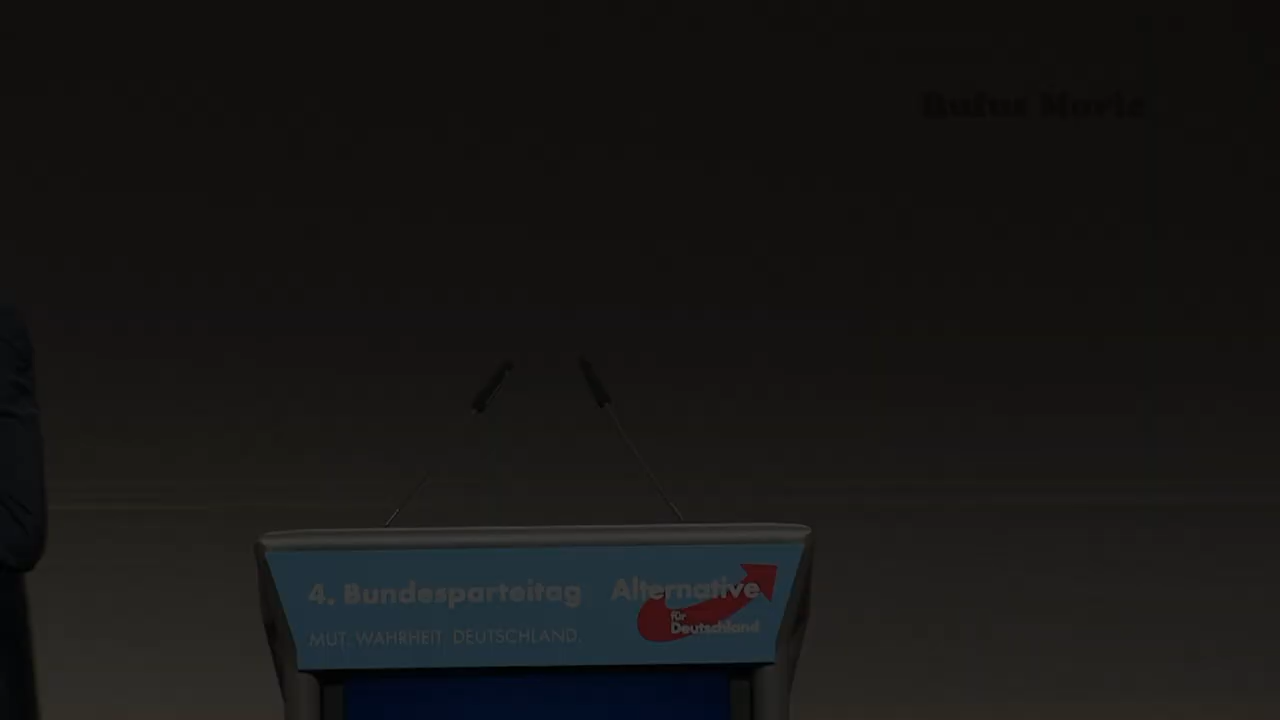 4. Bundesparteitag
MUT. WAHRHEIT. DEUTSCHLAND.
Alternative
für
Deutschland